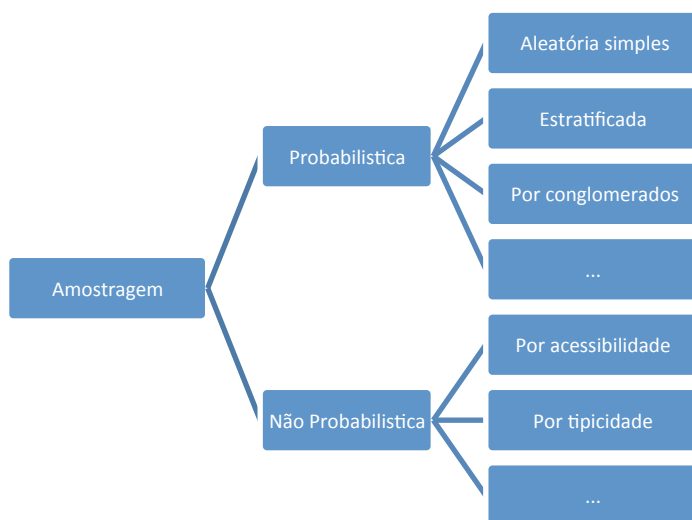 Amostragem
Probabilistica
Aleatória simples
Estratificada
Por conglomerados
...
Não Probabilistica
Por acessibilidade
Por tipicidade
...